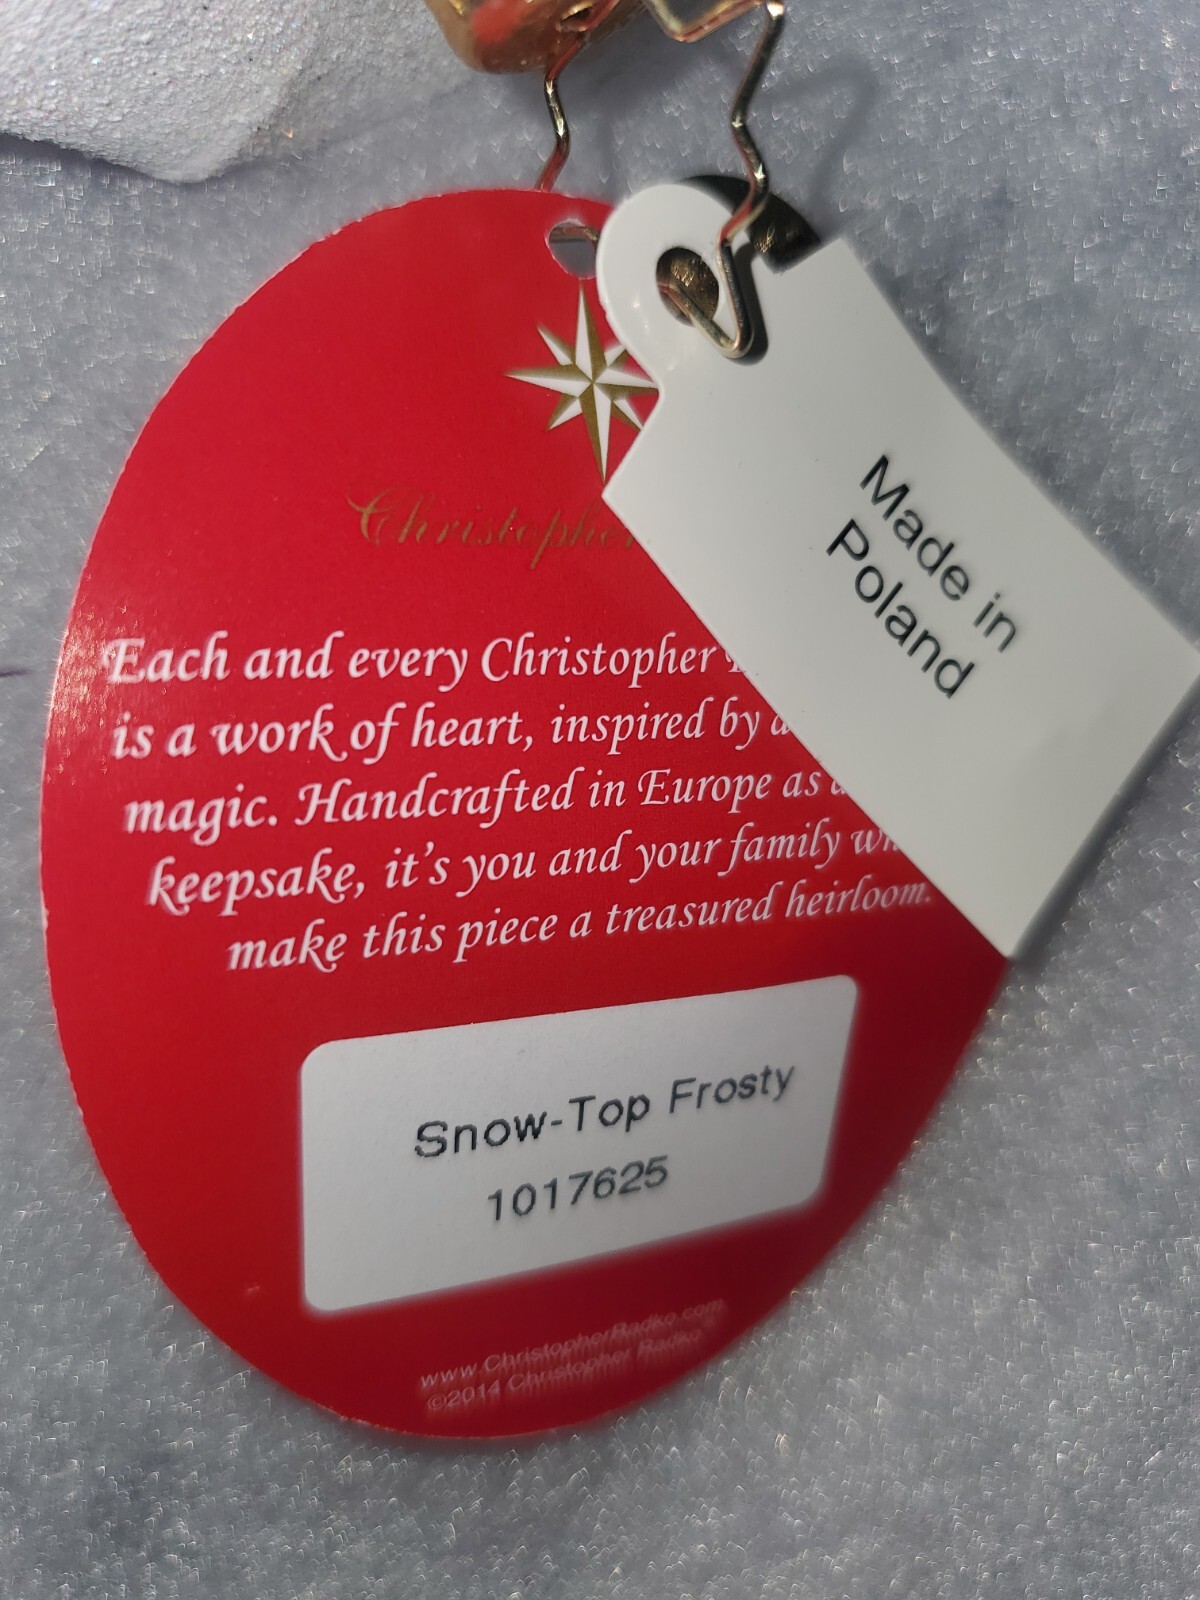 Christopher
Each and every Christopher
is a work of heart, inspired by
magic. Handcrafted in Europe as
keepsake, it's you and your family
make this piece a treasured heirloom.
Snow-Top Frosty
1017625
www.ChristopherRadko.com
©2014 Christopher Radko
Made in
Poland